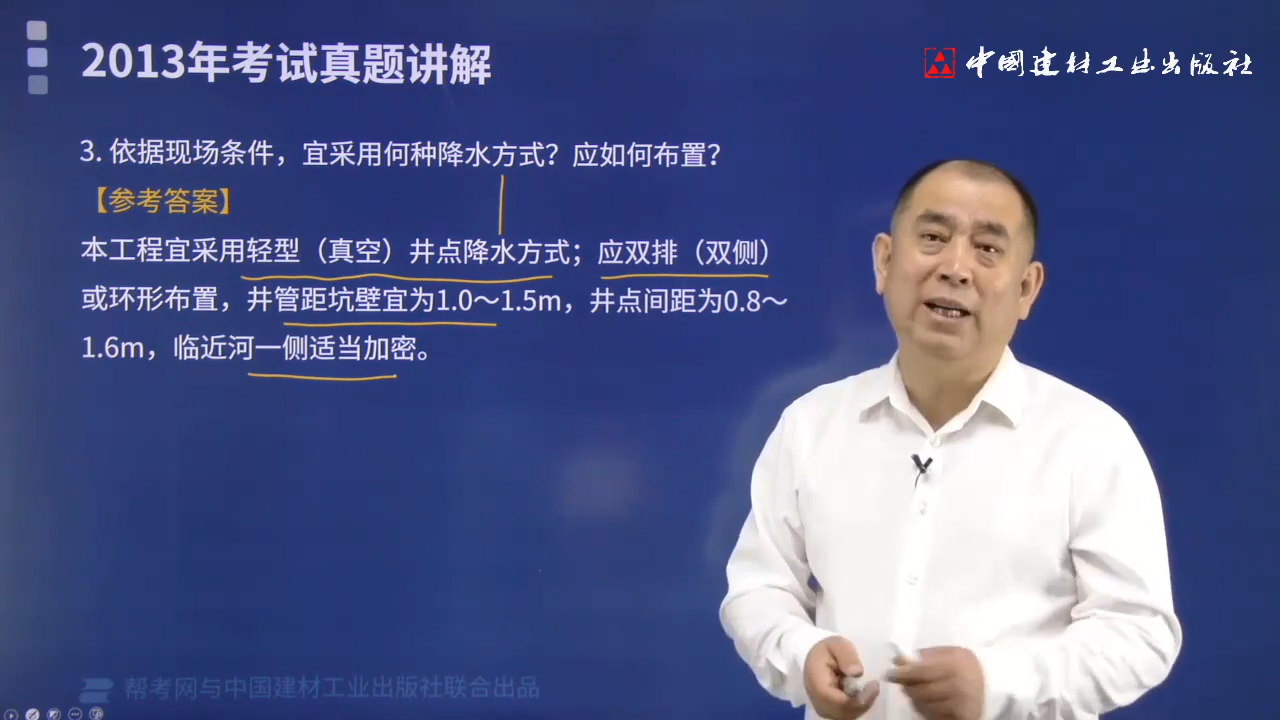 2013年考试真题讲解
中国建材工业出版社
3. 依据现场条件，宜采用何种降水方式？应如何布置？
【参考答案】
本工程宜采用轻型（真空）井点降水方式；应双排（双侧）
或环形布置，井管距坑壁宜为1.0～1.5m，井点间距为0.8～
1.6m，临近河一侧适当加密。
帮考网与中国建材工业出版社联合出品